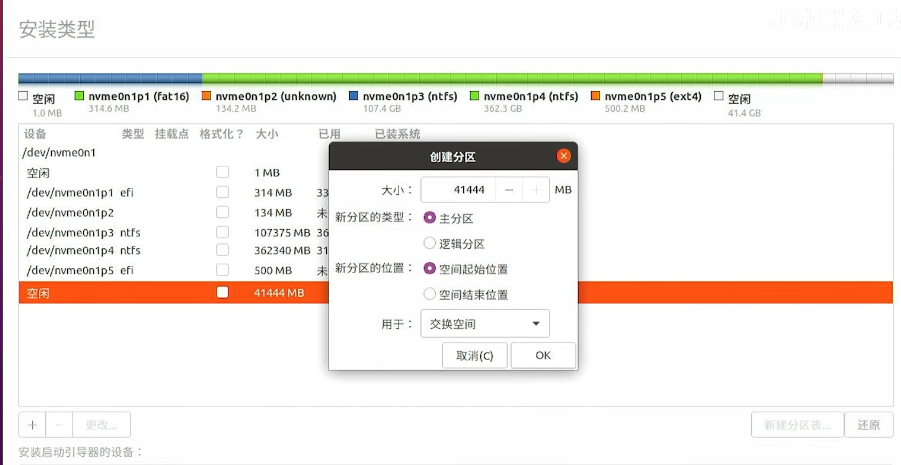 安装类型
空闲 nvme0n1p1 (fat16) nvme0n1p2 (unknown) nvme0n1p3 (ntfs) nvme0n1p4 (ntfs) nvme0n1p5 (ext4) 空闲
1.0 MB 314.6 MB 134.2 MB 107.4 GB 362.3 GB 500.2 MB 41.4 GB
设备 类型 挂载点 格式化？ 大小 已用 已装系统
/dev/nvme0n1
空闲 1 MB
/dev/nvme0n1p1 efi 314 MB 33
/dev/nvme0n1p2 134 MB 未
/dev/nvme0n1p3 ntfs 107375 MB 36
/dev/nvme0n1p4 ntfs 362340 MB 31
/dev/nvme0n1p5 efi 500 MB 未
空闲 41444 MB
创建分区
大小： 41444 − + MB
新分区的类型： 主分区
逻辑分区
新分区的位置： 空间起始位置
空间结束位置
用于： 交换空间
取消(C) OK
+ − 更改... 新建分区表... 还原
安装启动引导器的设备：